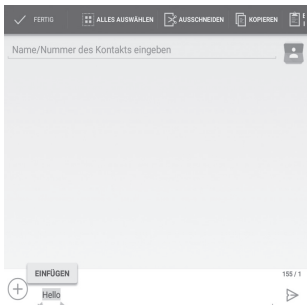 FERTIG ALLES AUSWÄHLEN AUSSCHNEIDEN KOPIEREN
Name/Nummer des Kontakts eingeben
EINFÜGEN
155 / 1
Hello